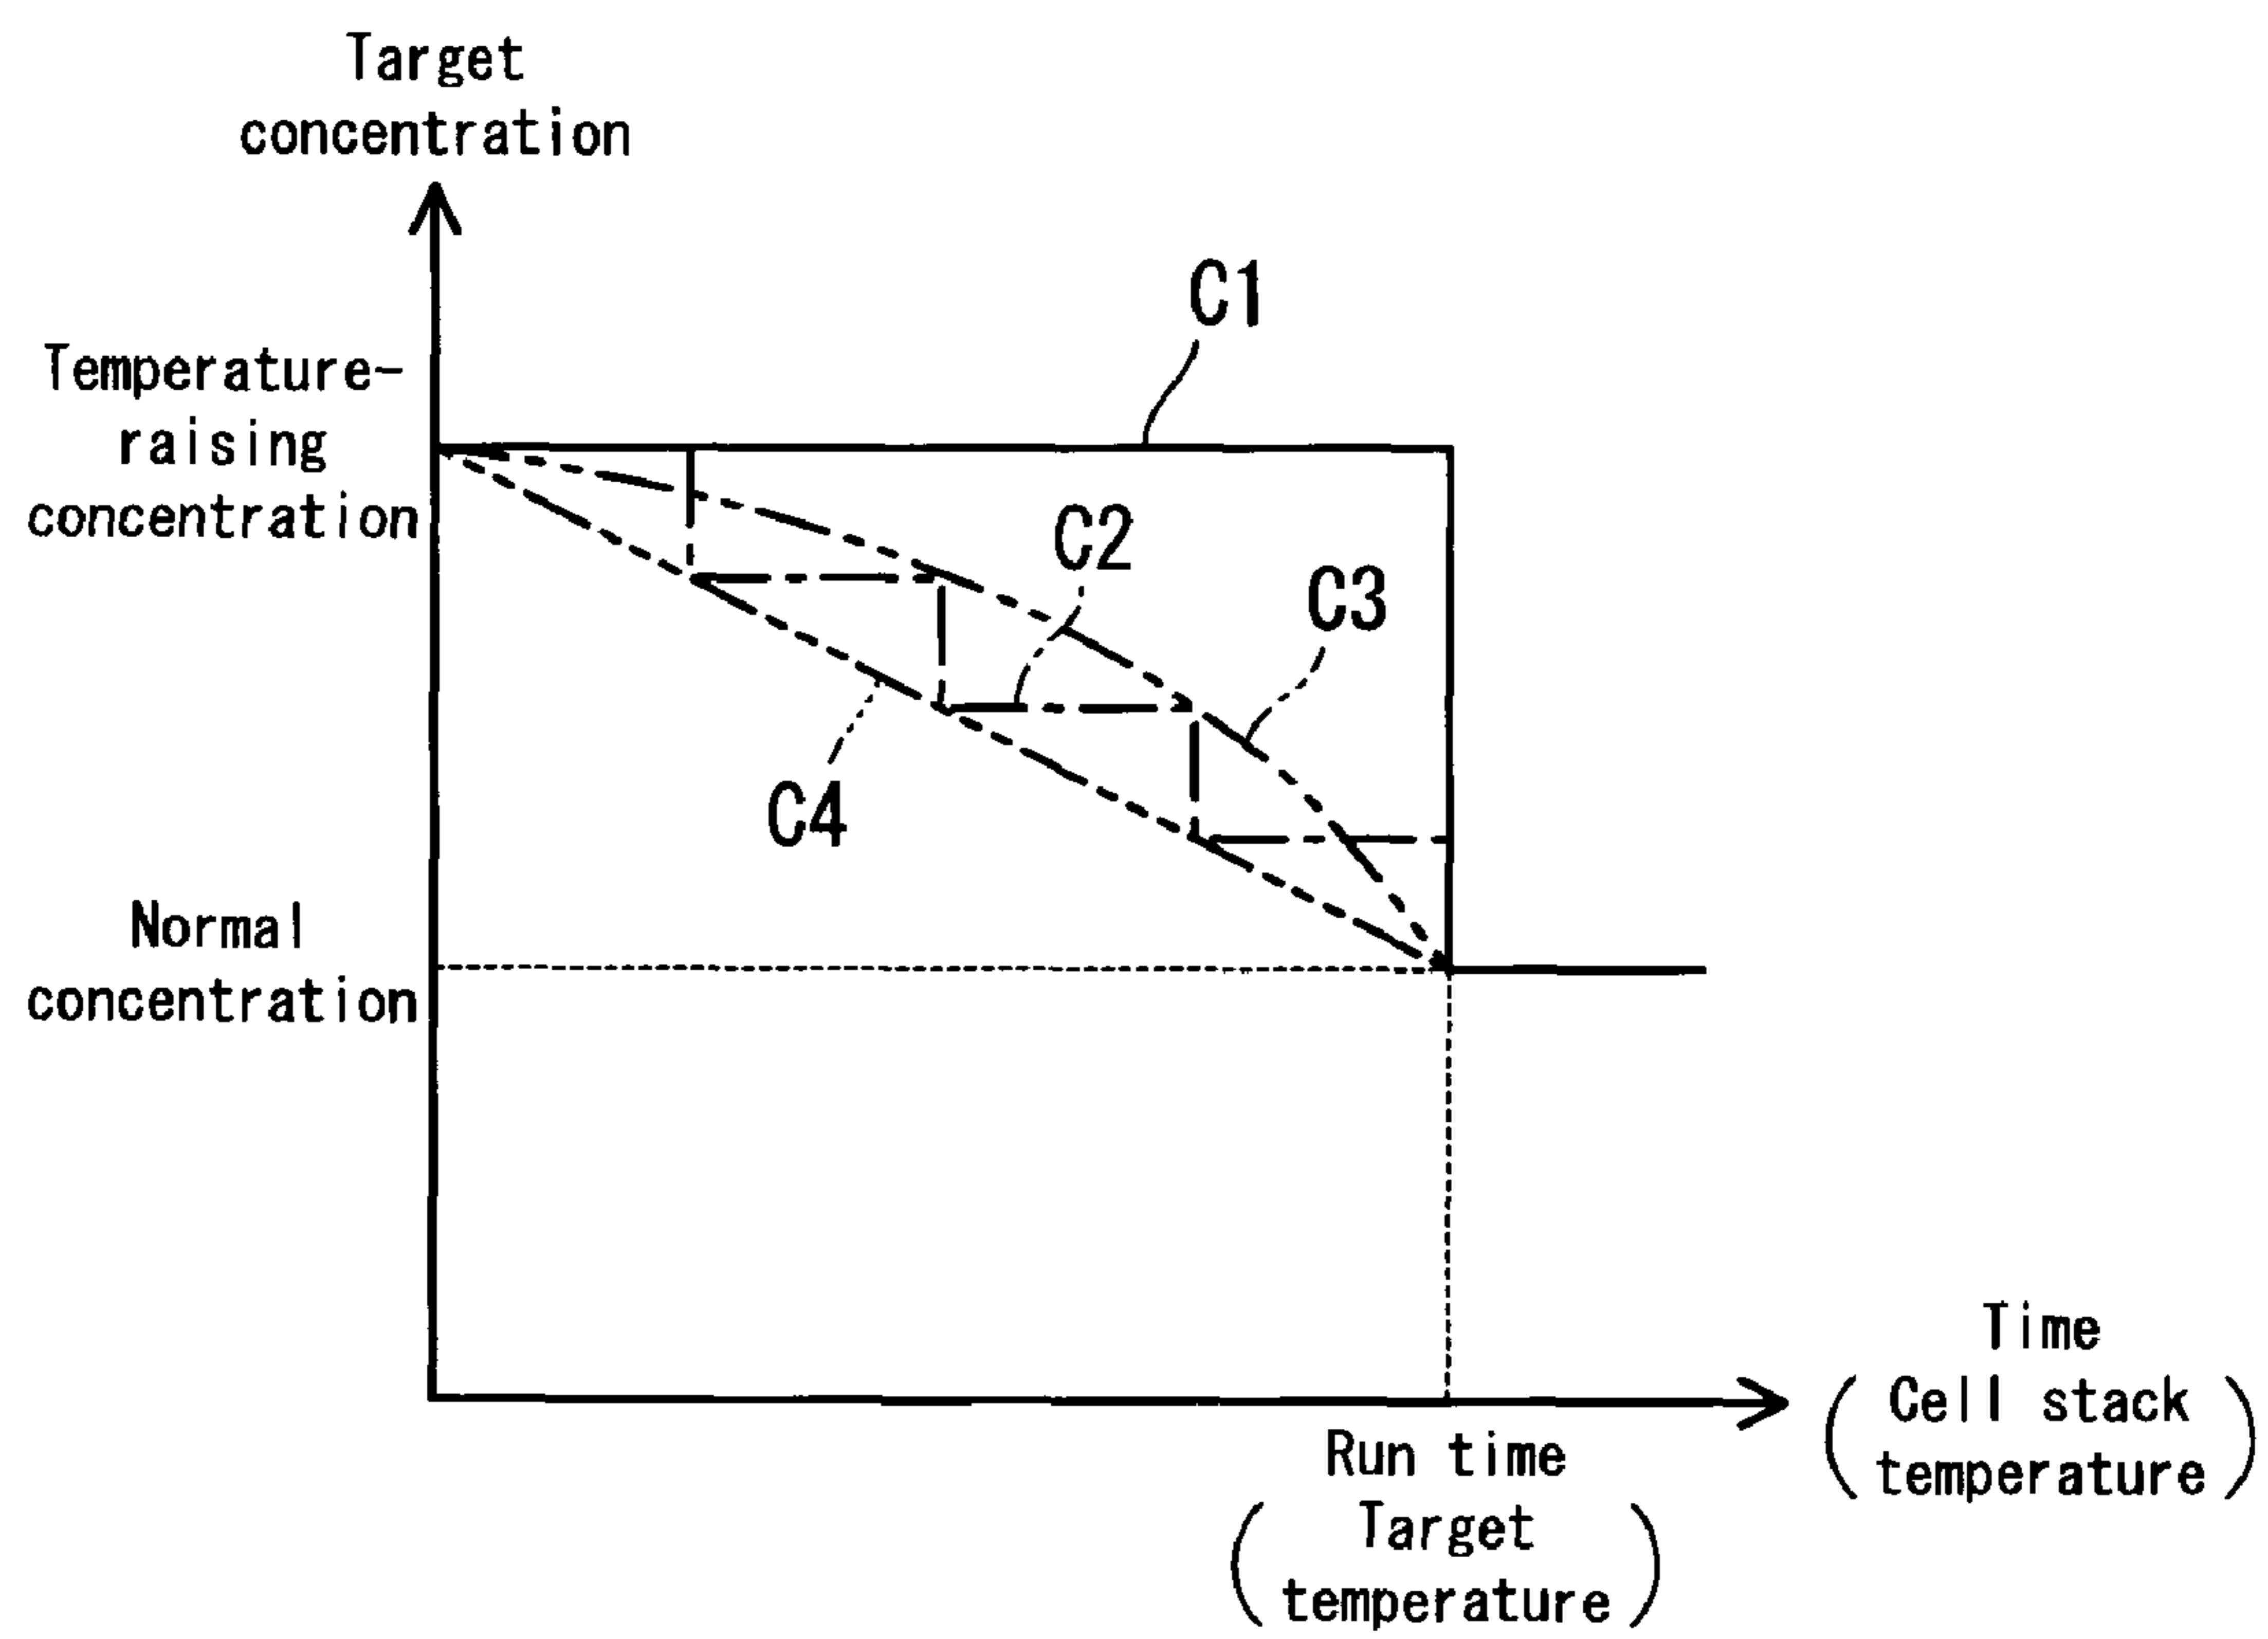 Target
concentration
C1
Temperature-
raising
concentration
C2
C3
C4
Normal
concentration
Time
(Cell stack
temperature)
Run time
(Target
temperature)